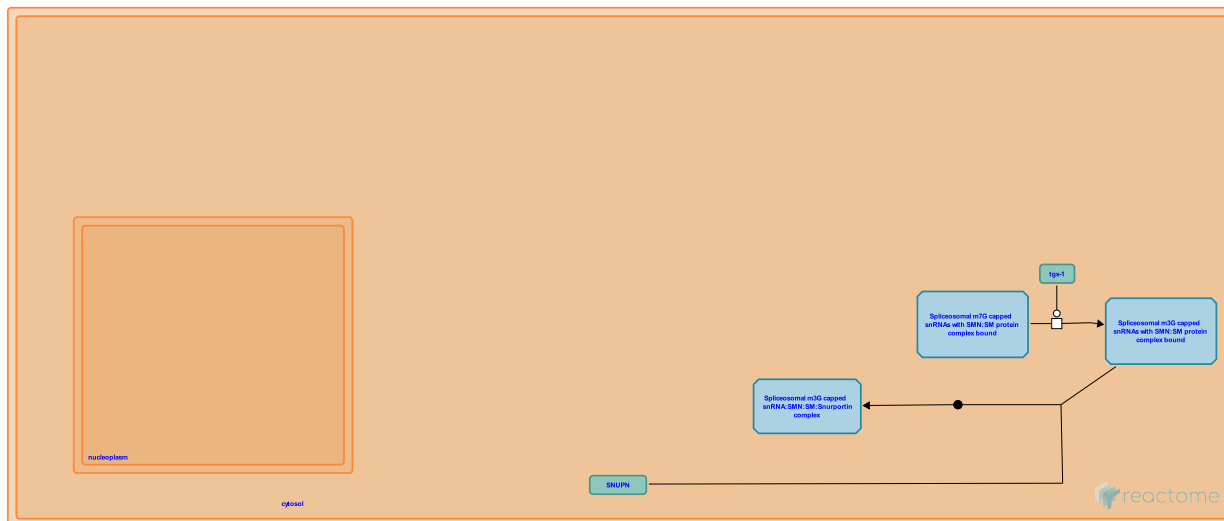 tgs-1
Spliceosomal m7G capped
snRNAs with SMN:SM protein
complex bound
Spliceosomal m3G capped
snRNAs with SMN:SM protein
complex bound
Spliceosomal m3G capped
snRNA:SMN:SM:Snurportin
complex
nucleoplasm
SNUPN
cytosol
reactome